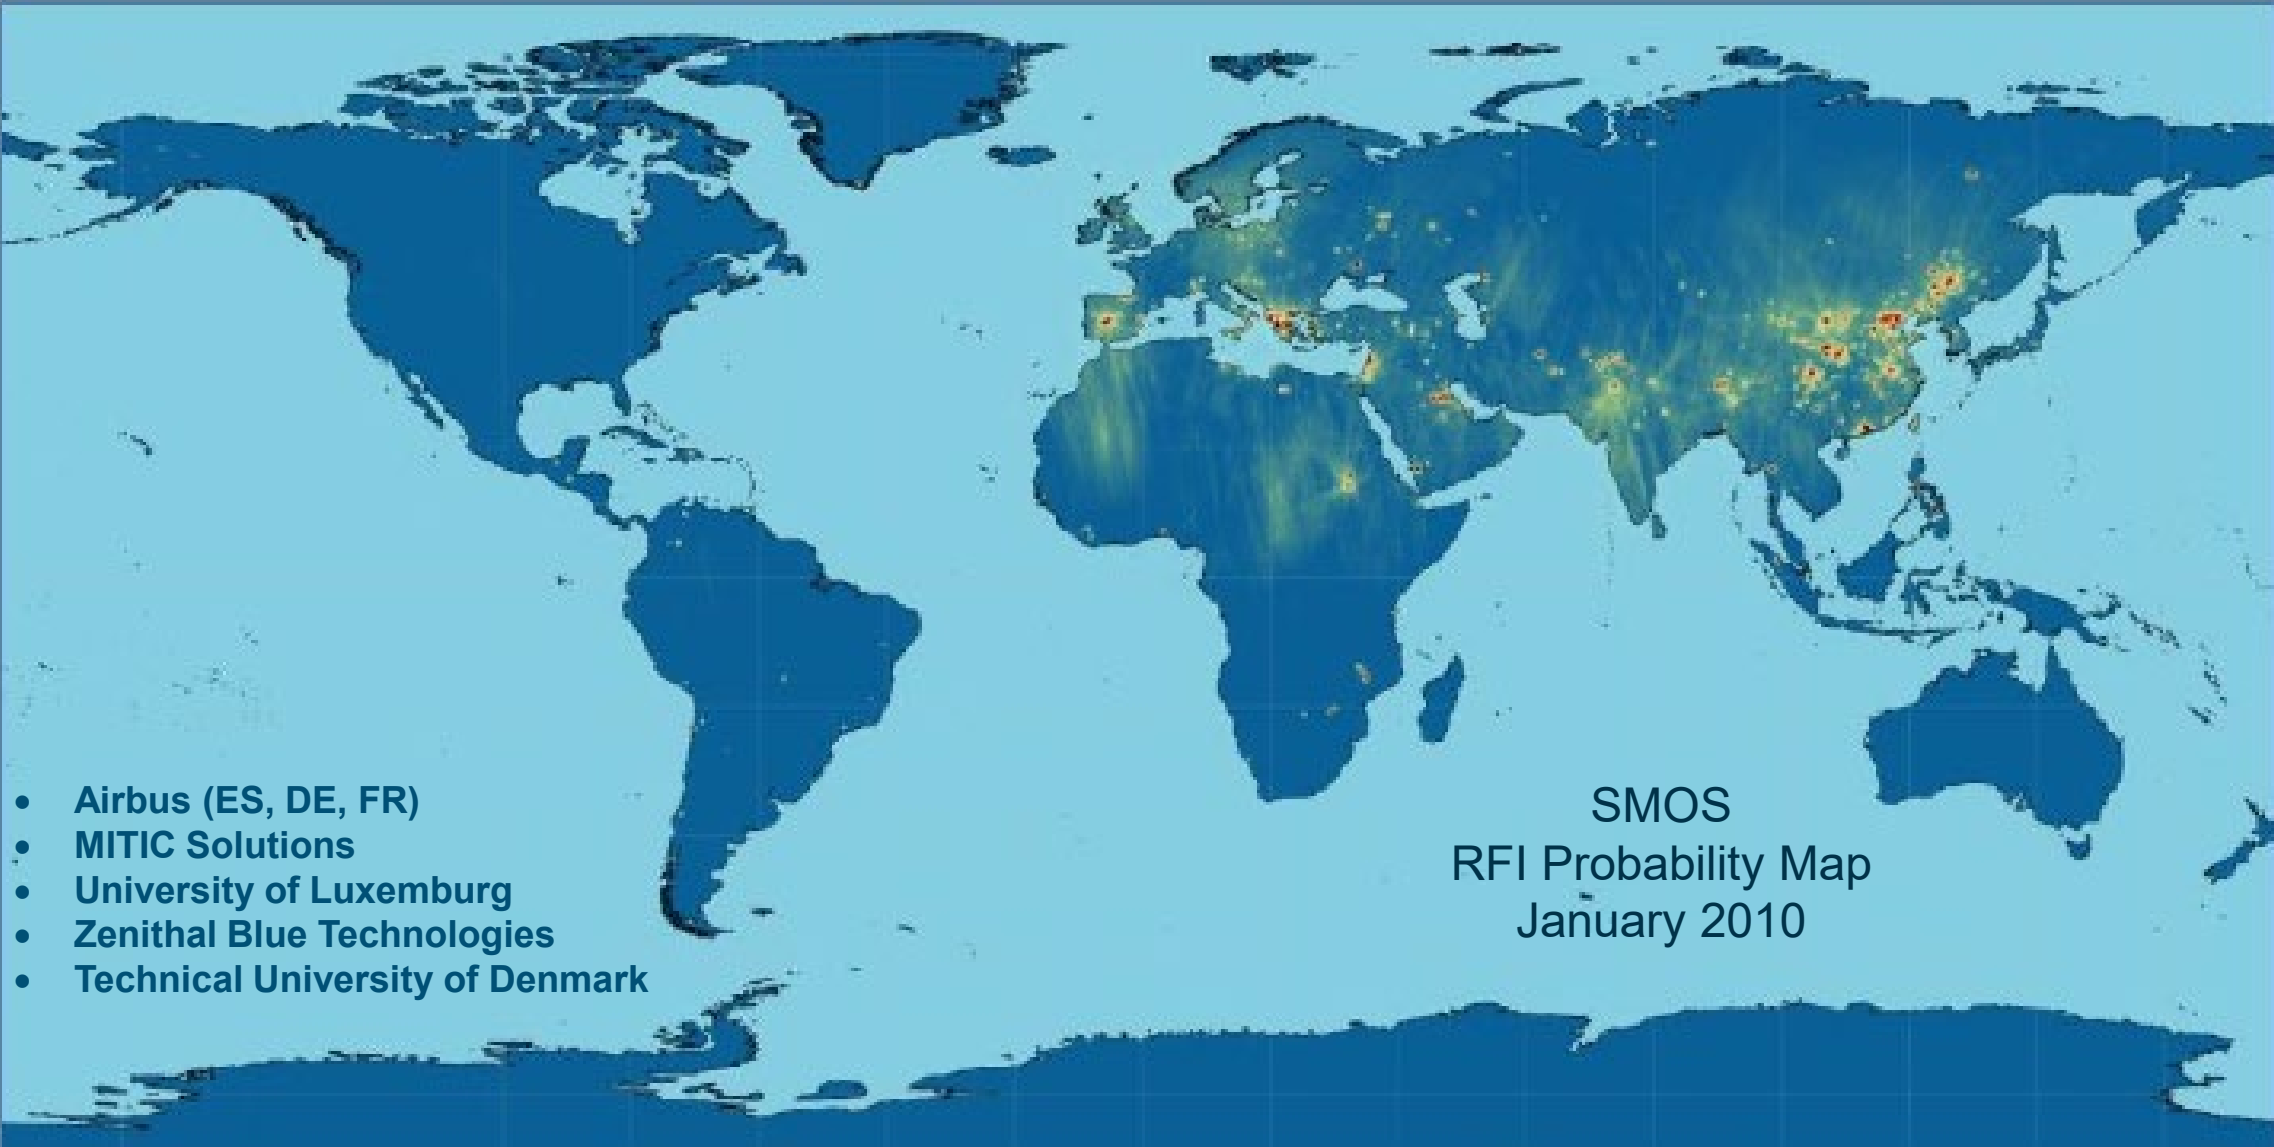 • Airbus (ES, DE, FR)
• MITIC Solutions
• University of Luxemburg
• Zenithal Blue Technologies
• Technical University of Denmark
SMOS
RFI Probability Map
January 2010